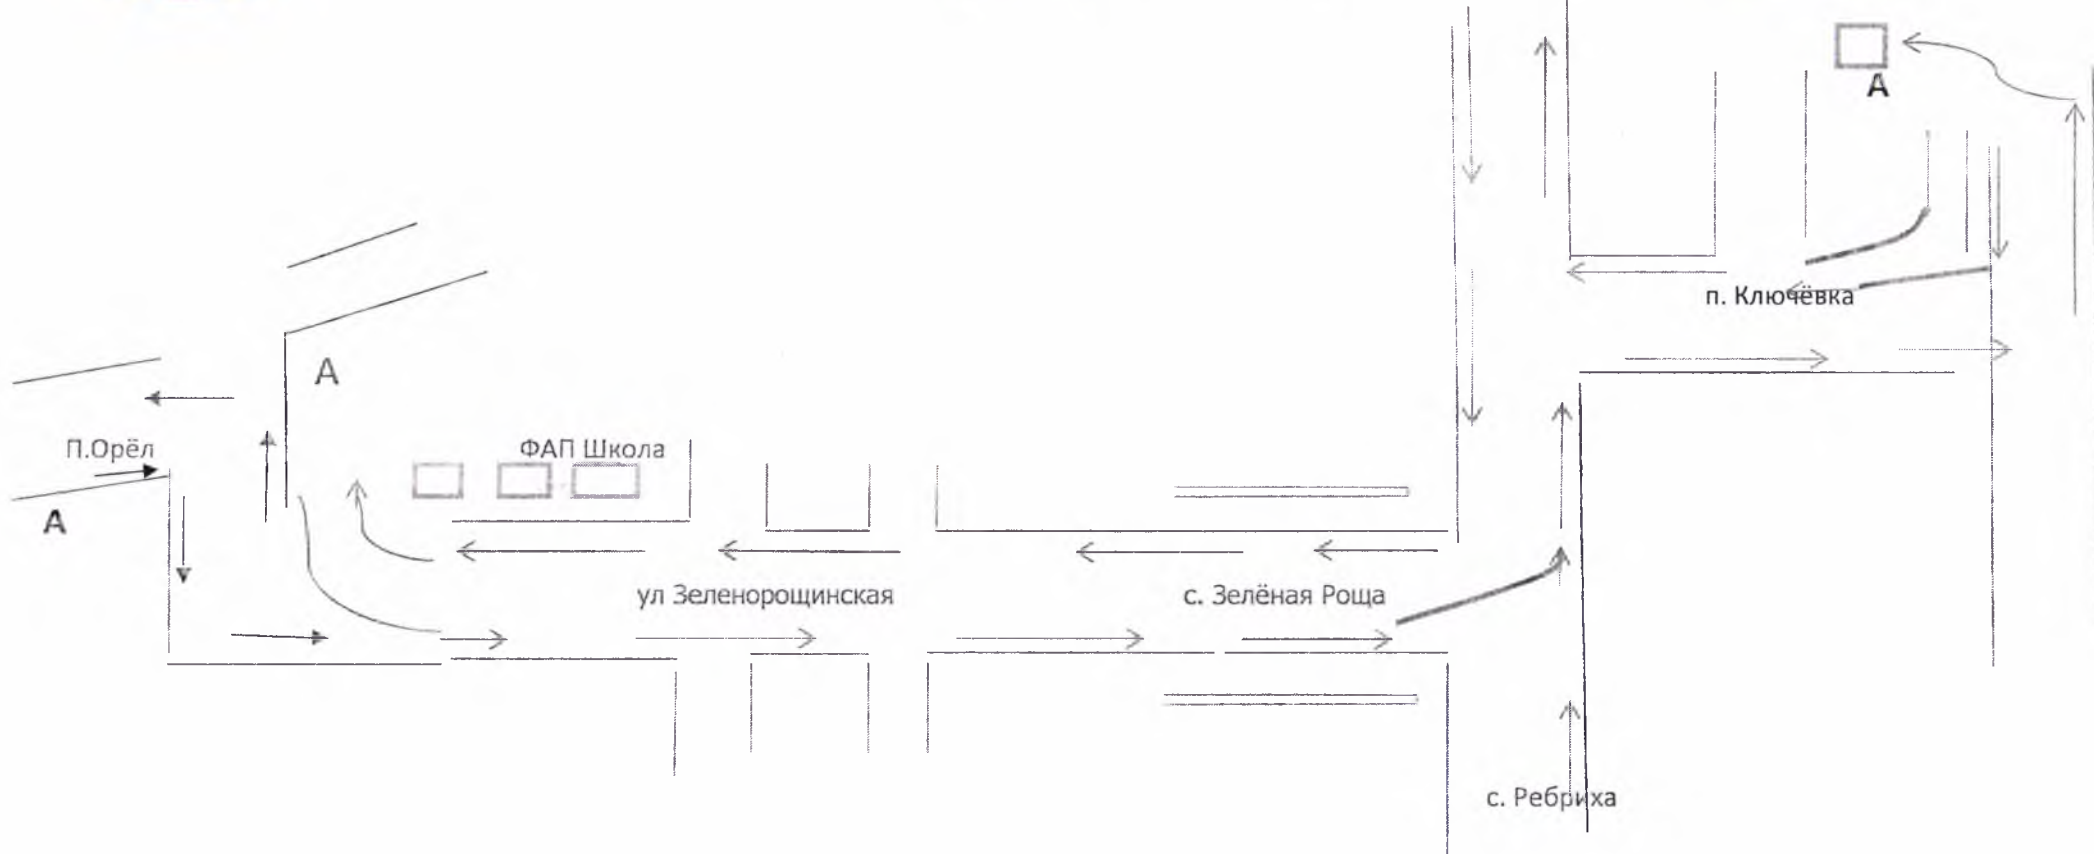 А
п. Ключёвка
А
ФАП Школа
П.Орёл
А
ул Зеленорощинская
с. Зелёная Роща
с. Ребриха